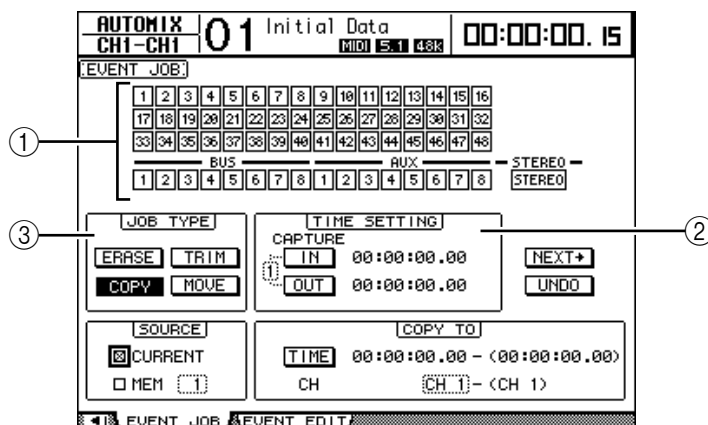 AUTOMIX
CH1-CH1
01
Initial Data
MIDI 5.1 48K
00:00:00. 15
EVENT JOB
1 2 3 4 5 6 7 8 9 10 11 12 13 14 15 16
17 18 19 20 21 22 23 24 25 26 27 28 29 30 31 32
33 34 35 36 37 38 39 40 41 42 43 44 45 46 47 48
BUS AUX STEREO
1 2 3 4 5 6 7 8 1 2 3 4 5 6 7 8 STEREO
1
3
2
JOB TYPE
ERASE TRIM
COPY MOVE
TIME SETTING
CAPTURE
1
IN 00:00:00.00
OUT 00:00:00.00
NEXT→
UNDO
SOURCE
CURRENT
MEM 1
COPY TO
TIME 00:00:00.00 - (00:00:00.00)
CH CH 1 - (CH 1)
EVENT JOB EVENT EDIT